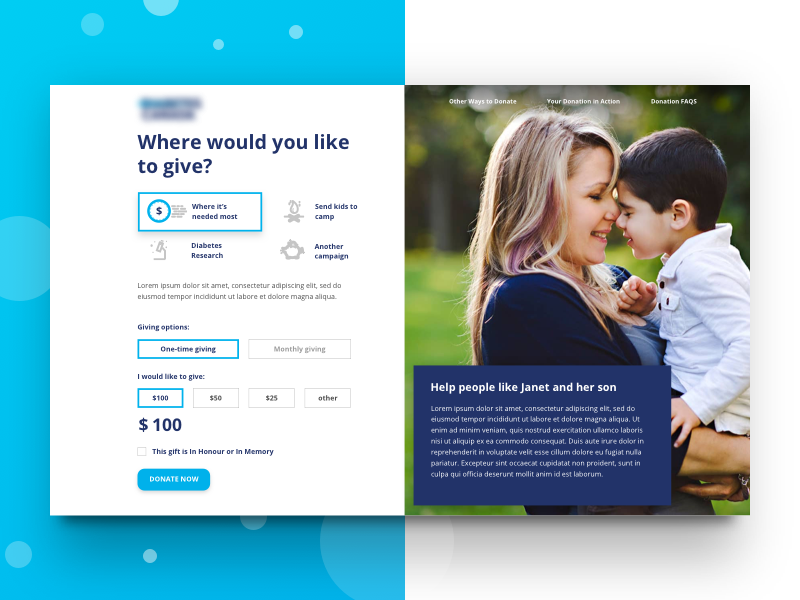 Where would you like
to give?
$
Where it's
needed most
Send kids to
camp
Diabetes
Research
Another
campaign
Lorem ipsum dolor sit amet, consectetur adipiscing elit, sed do
eiusmod tempor incididunt ut labore et dolore magna aliqua.
Giving options:
One-time giving
Monthly giving
I would like to give:
$100
$50
$25
other
$ 100
This gift is In Honour or In Memory
DONATE NOW
Other Ways to Donate
Your Donation in Action
Donation FAQS
Help people like Janet and her son
Lorem ipsum dolor sit amet, consectetur adipiscing elit, sed do
eiusmod tempor incididunt ut labore et dolore magna aliqua. Ut
enim ad minim veniam, quis nostrud exercitation ullamco laboris
nisi ut aliquip ex ea commodo consequat. Duis aute irure dolor in
reprehenderit in voluptate velit esse cillum dolore eu fugiat nulla
pariatur. Excepteur sint occaecat cupidatat non proident, sunt in
culpa qui officia deserunt mollit anim id est laborum.